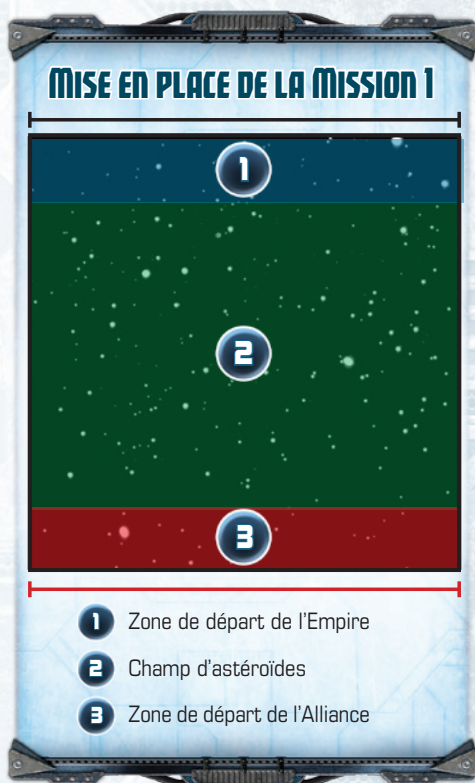 Mise en place de la Mission 1
1
2
3
1 Zone de départ de l'Empire
2 Champ d'astéroïdes
3 Zone de départ de l'Alliance